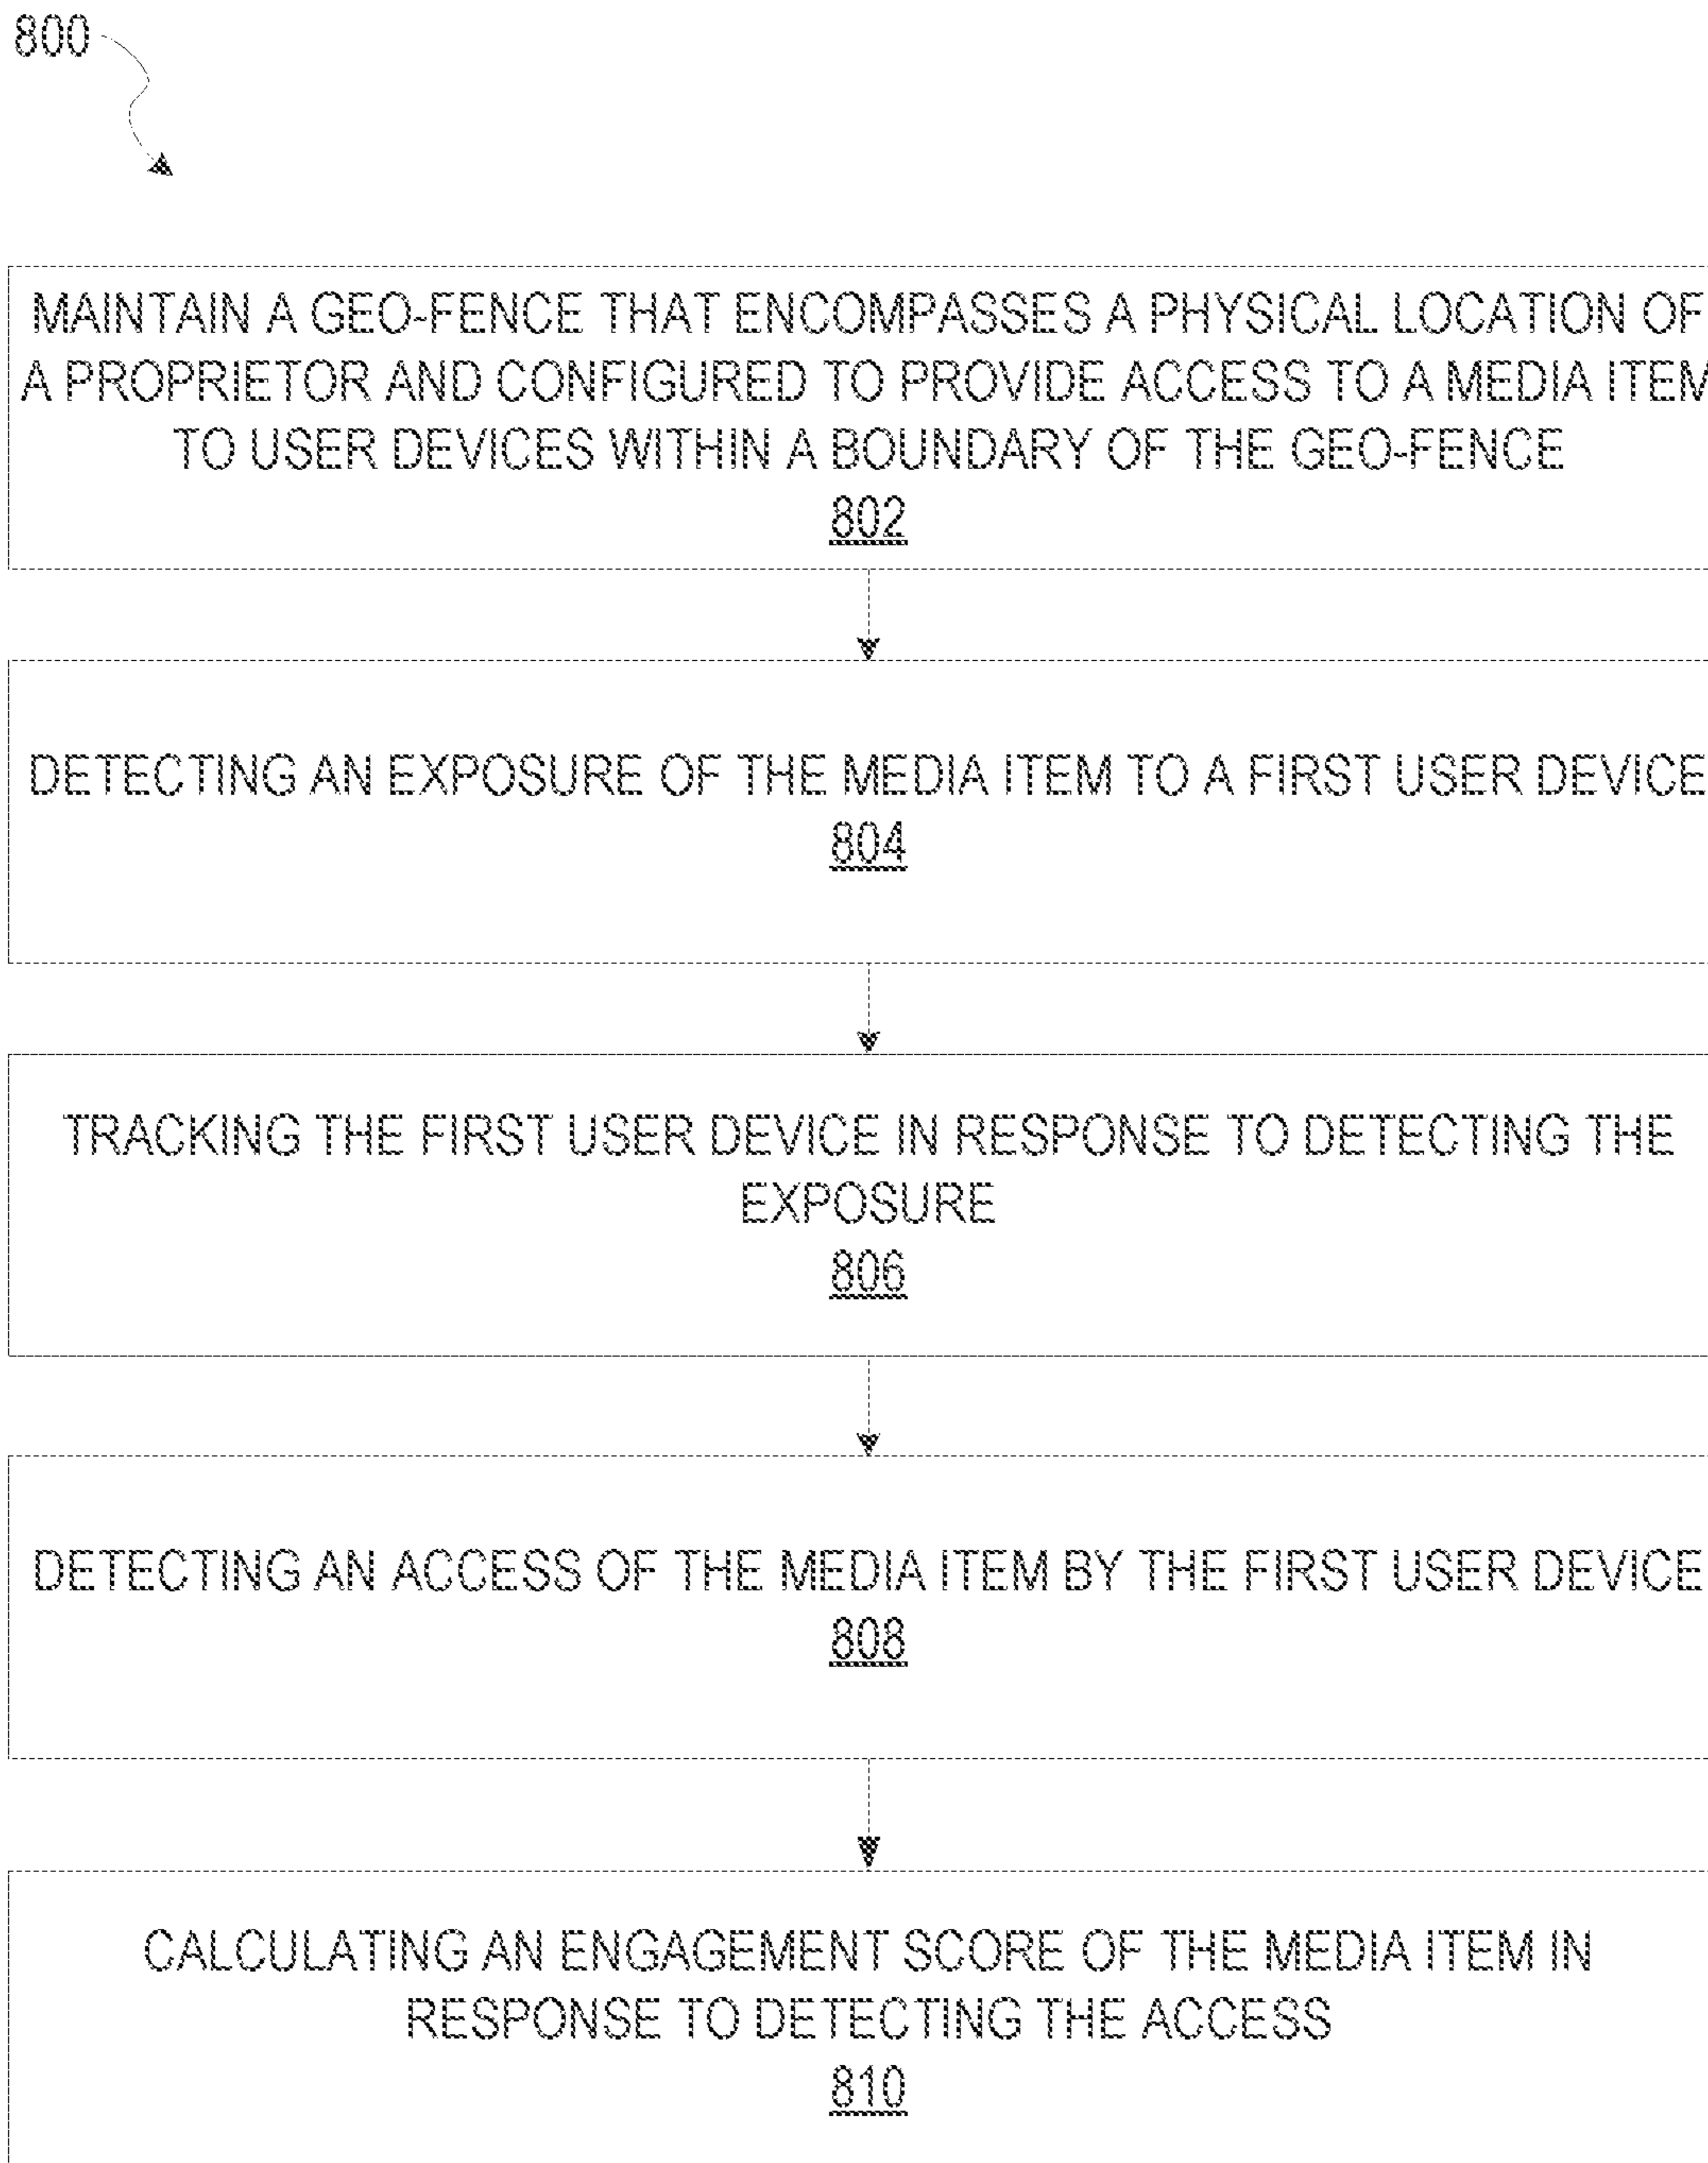 800
MAINTAIN A GEO-FENCE THAT ENCOMPASSES A PHYSICAL LOCATION OF
A PROPRIETOR AND CONFIGURED TO PROVIDE ACCESS TO A MEDIA ITEM
TO USER DEVICES WITHIN A BOUNDARY OF THE GEO-FENCE
802
DETECTING AN EXPOSURE OF THE MEDIA ITEM TO A FIRST USER DEVICE
804
TRACKING THE FIRST USER DEVICE IN RESPONSE TO DETECTING THE
EXPOSURE
806
DETECTING AN ACCESS OF THE MEDIA ITEM BY THE FIRST USER DEVICE
808
CALCULATING AN ENGAGEMENT SCORE OF THE MEDIA ITEM IN
RESPONSE TO DETECTING THE ACCESS
810